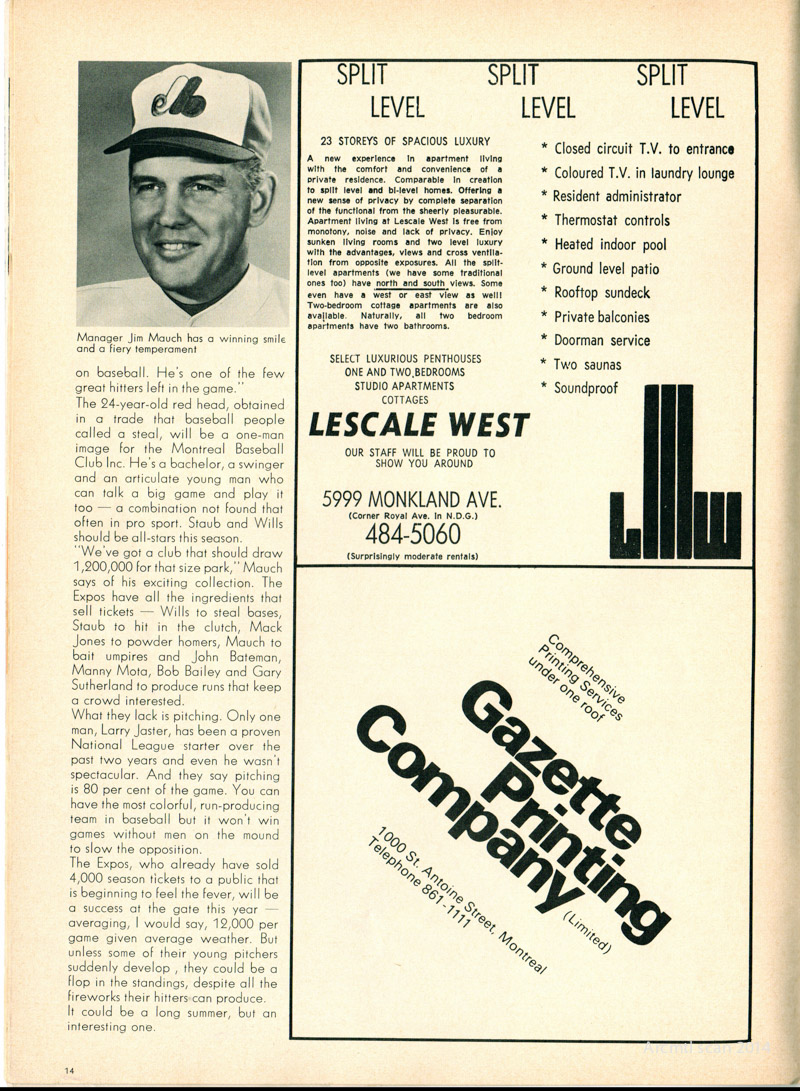 Manager Jim Mauch has a winning smile
and a fiery temperament
on baseball. He's one of the few
great hitters left in the game."
The 24-year-old red head, obtained
in a trade that baseball people
called a steal, will be a one-man
image for the Montreal Baseball
Club Inc. He's a bachelor, a swinger
and an articulate young man who
can talk a big game and play it
too — a combination not found that
often in pro sport. Staub and Wills
should be all-stars this season.
"We've got a club that should draw
1,200,000 for that size park," Mauch
says of his exciting collection. The
Expos have all the ingredients that
sell tickets — Wills to steal bases,
Staub to hit in the clutch, Mack
Jones to powder homers, Mauch to
bait umpires and John Bateman,
Manny Mota, Bob Bailey and Gary
Sutherland to produce runs that keep
a crowd interested.
What they lack is pitching. Only one
man, Larry Jaster, has been a proven
National League starter over the
past two years and even he wasn't
spectacular. And they say pitching
is 80 per cent of the game. You can
have the most colorful, run-producing
team in baseball but it won't win
games without men on the mound
to slow the opposition.
The Expos, who already have sold
4,000 season tickets to a public that
is beginning to feel the fever, will be
a success at the gate this year —
averaging, I would say, 12,000 per
game given average weather. But
unless some of their young pitchers
suddenly develop , they could be a
flop in the standings, despite all the
fireworks their hitters can produce.
It could be a long summer, but an
interesting one.
14
SPLIT LEVEL
SPLIT LEVEL
SPLIT LEVEL
23 STOREYS OF SPACIOUS LUXURY
A new experience in apartment living
with the comfort and convenience of a
private residence. Comparable in creation
to split level and bi-level homes. Offering a
new sense of privacy by complete separation
of the functional from the sheerly pleasurable.
Apartment living at Lescale West is free from
monotony, noise and lack of privacy. Enjoy
sunken living rooms and two level luxury
with the advantages, views and cross ventila-
tion from opposite exposures. All the split-
level apartments (we have some traditional
ones too) have north and south views. Some
even have a west or east view as well!
Two-bedroom cottage apartments are also
available. Naturally, all two bedroom
apartments have two bathrooms.
SELECT LUXURIOUS PENTHOUSES
ONE AND TWO BEDROOMS
STUDIO APARTMENTS
COTTAGES
LESCALE WEST
OUR STAFF WILL BE PROUD TO
SHOW YOU AROUND
5999 MONKLAND AVE.
(Corner Royal Ave. in N.D.G.)
484-5060
(Surprisingly moderate rentals)
* Closed circuit T.V. to entrance
* Coloured T.V. in laundry lounge
* Resident administrator
* Thermostat controls
* Heated indoor pool
* Ground level patio
* Rooftop sundeck
* Private balconies
* Doorman service
* Two saunas
* Soundproof
Comprehensive
Printing Services
under one roof
Gazette
Printing
Company
(Limited)
1000 St. Antoine Street, Montreal
Telephone 861-1111